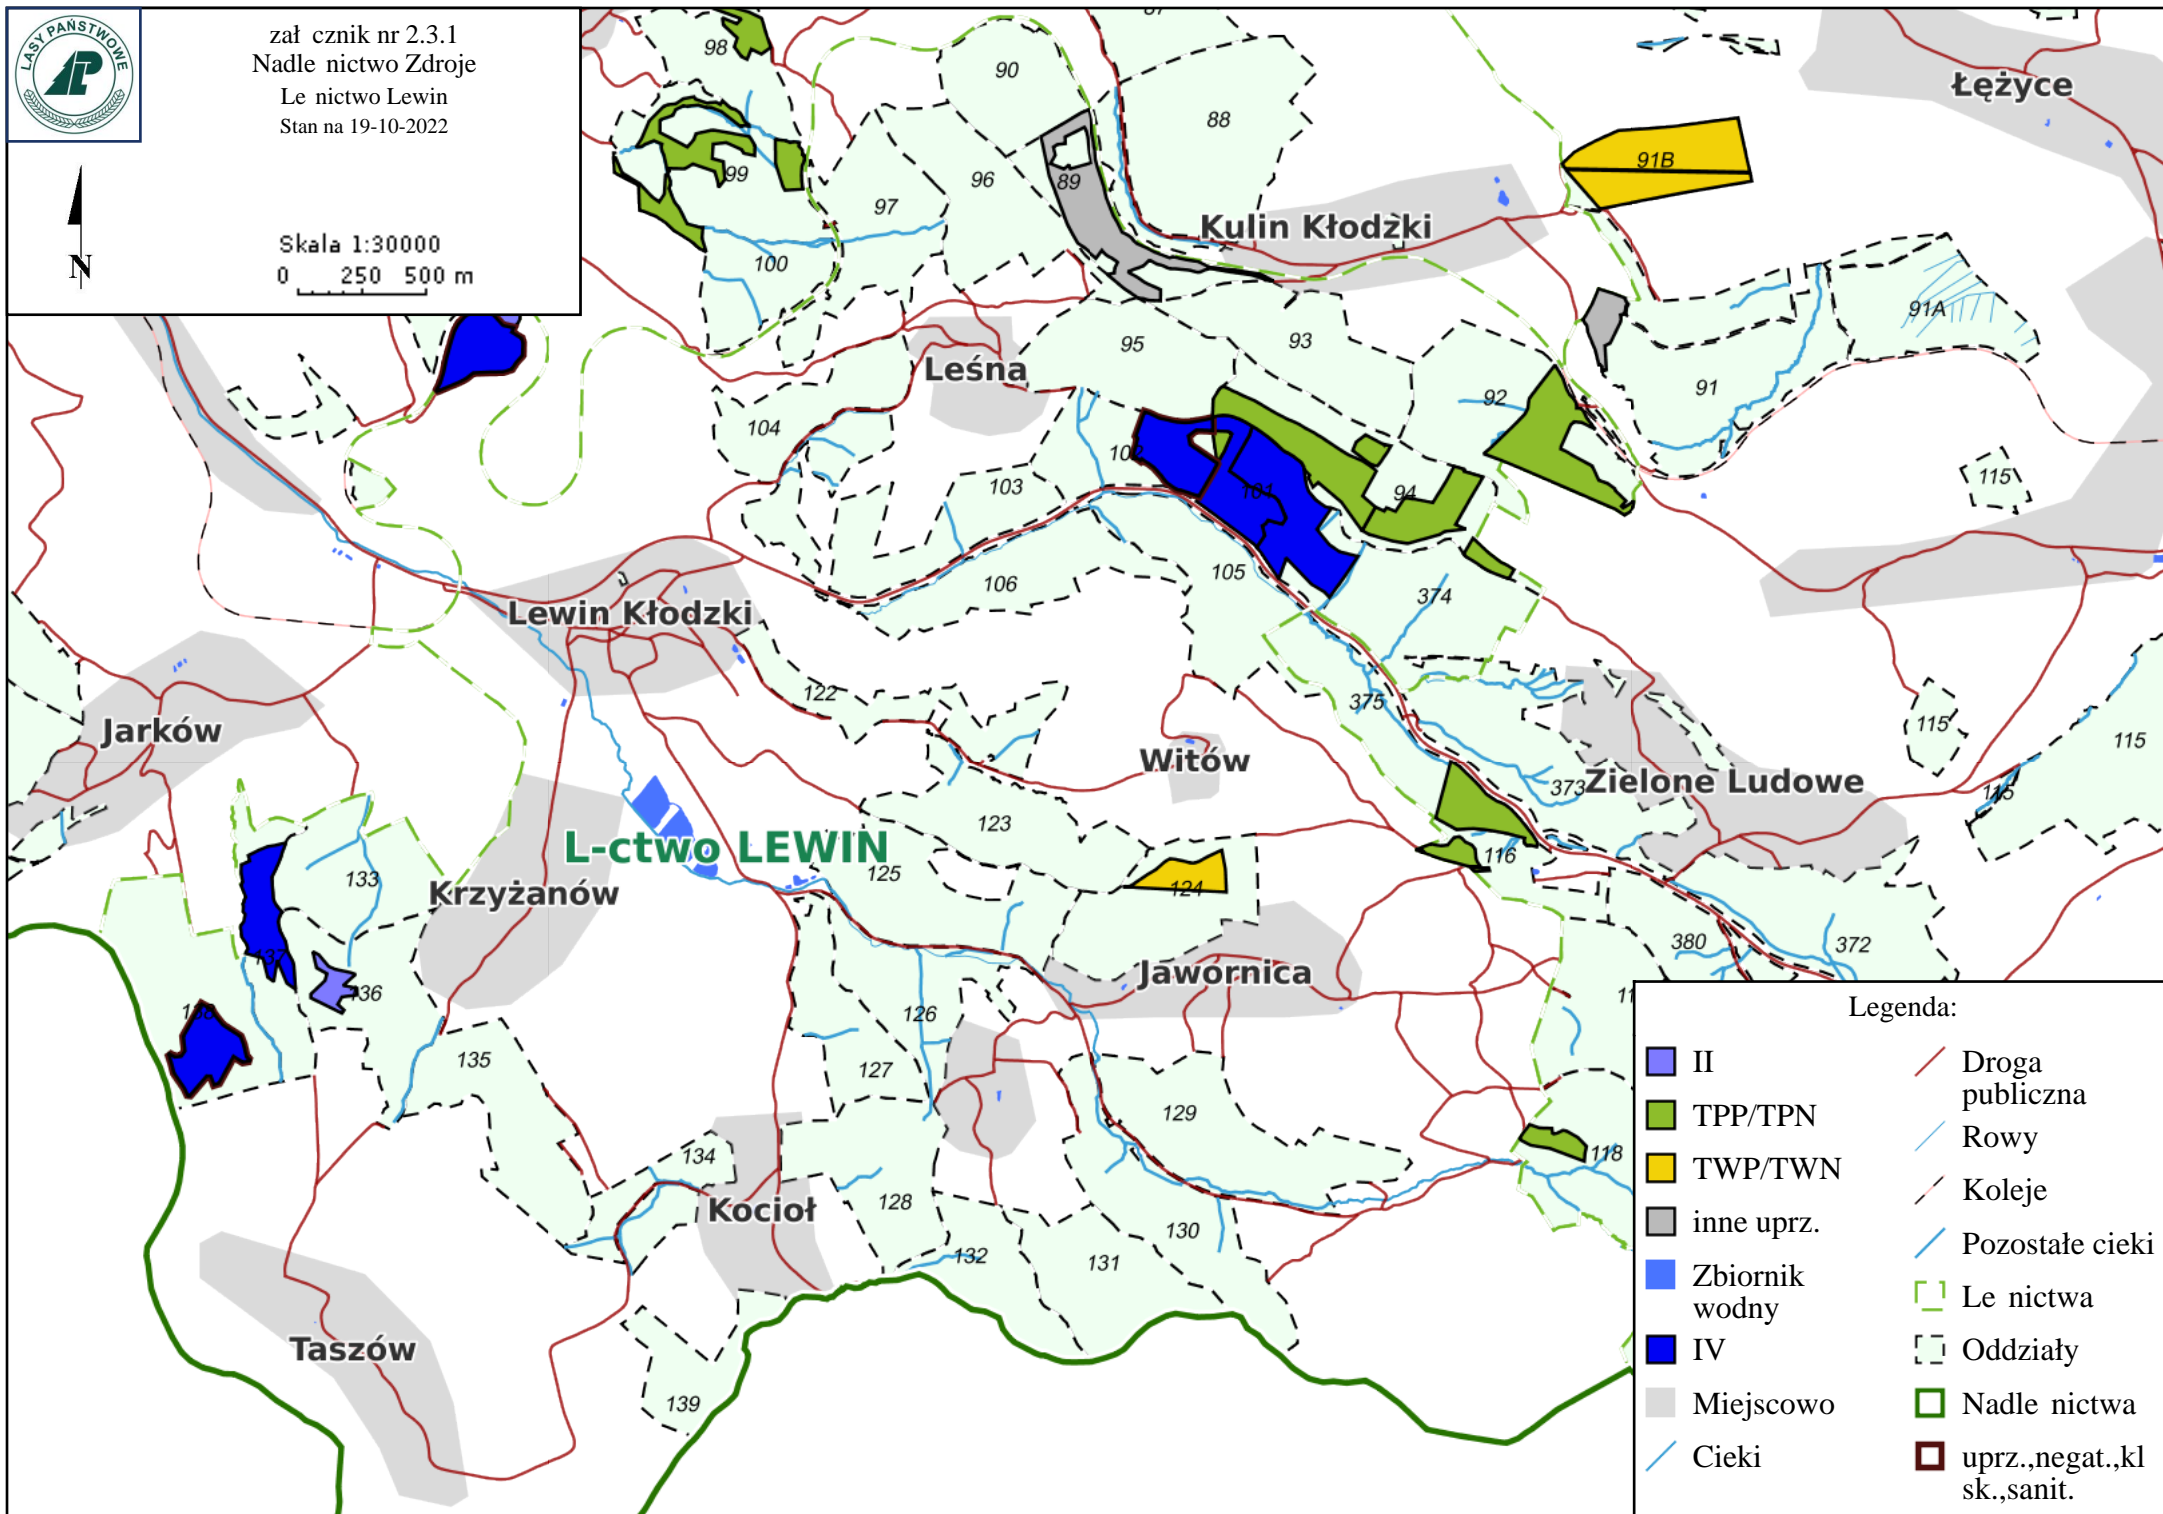 LASY PAŃSTWOWE
zał cznik nr 2.3.1
Nadle nictwo Zdroje
Le nictwo Lewin
Stan na 19-10-2022
N
Skala 1:30000
0 250 500 m
87
98
90
88
Łężyce
91B
99
89
96
97
Kulin Kłodzki
100
91A
95
93
Leśna
91
92
104
102
94
101
103
115
105
106
374
Lewin Kłodzki
122
375
Jarków
115
115
Witów
373
Zielone Ludowe
115
123
L-ctwo LEWIN
116
125
133
124
Krzyżanów
380
372
137
Jawornica
136
11
138
126
135
127
129
134
118
128
Kocioł
130
132
131
Taszów
139
Legenda:
II
TPP/TPN
TWP/TWN
inne uprz.
Zbiornik
wodny
IV
Miejscowo
Cieki
Droga
publiczna
Rowy
Koleje
Pozostałe cieki
Le nictwa
Oddziały
Nadle nictwa
uprz.,negat.,kl
sk.,sanit.